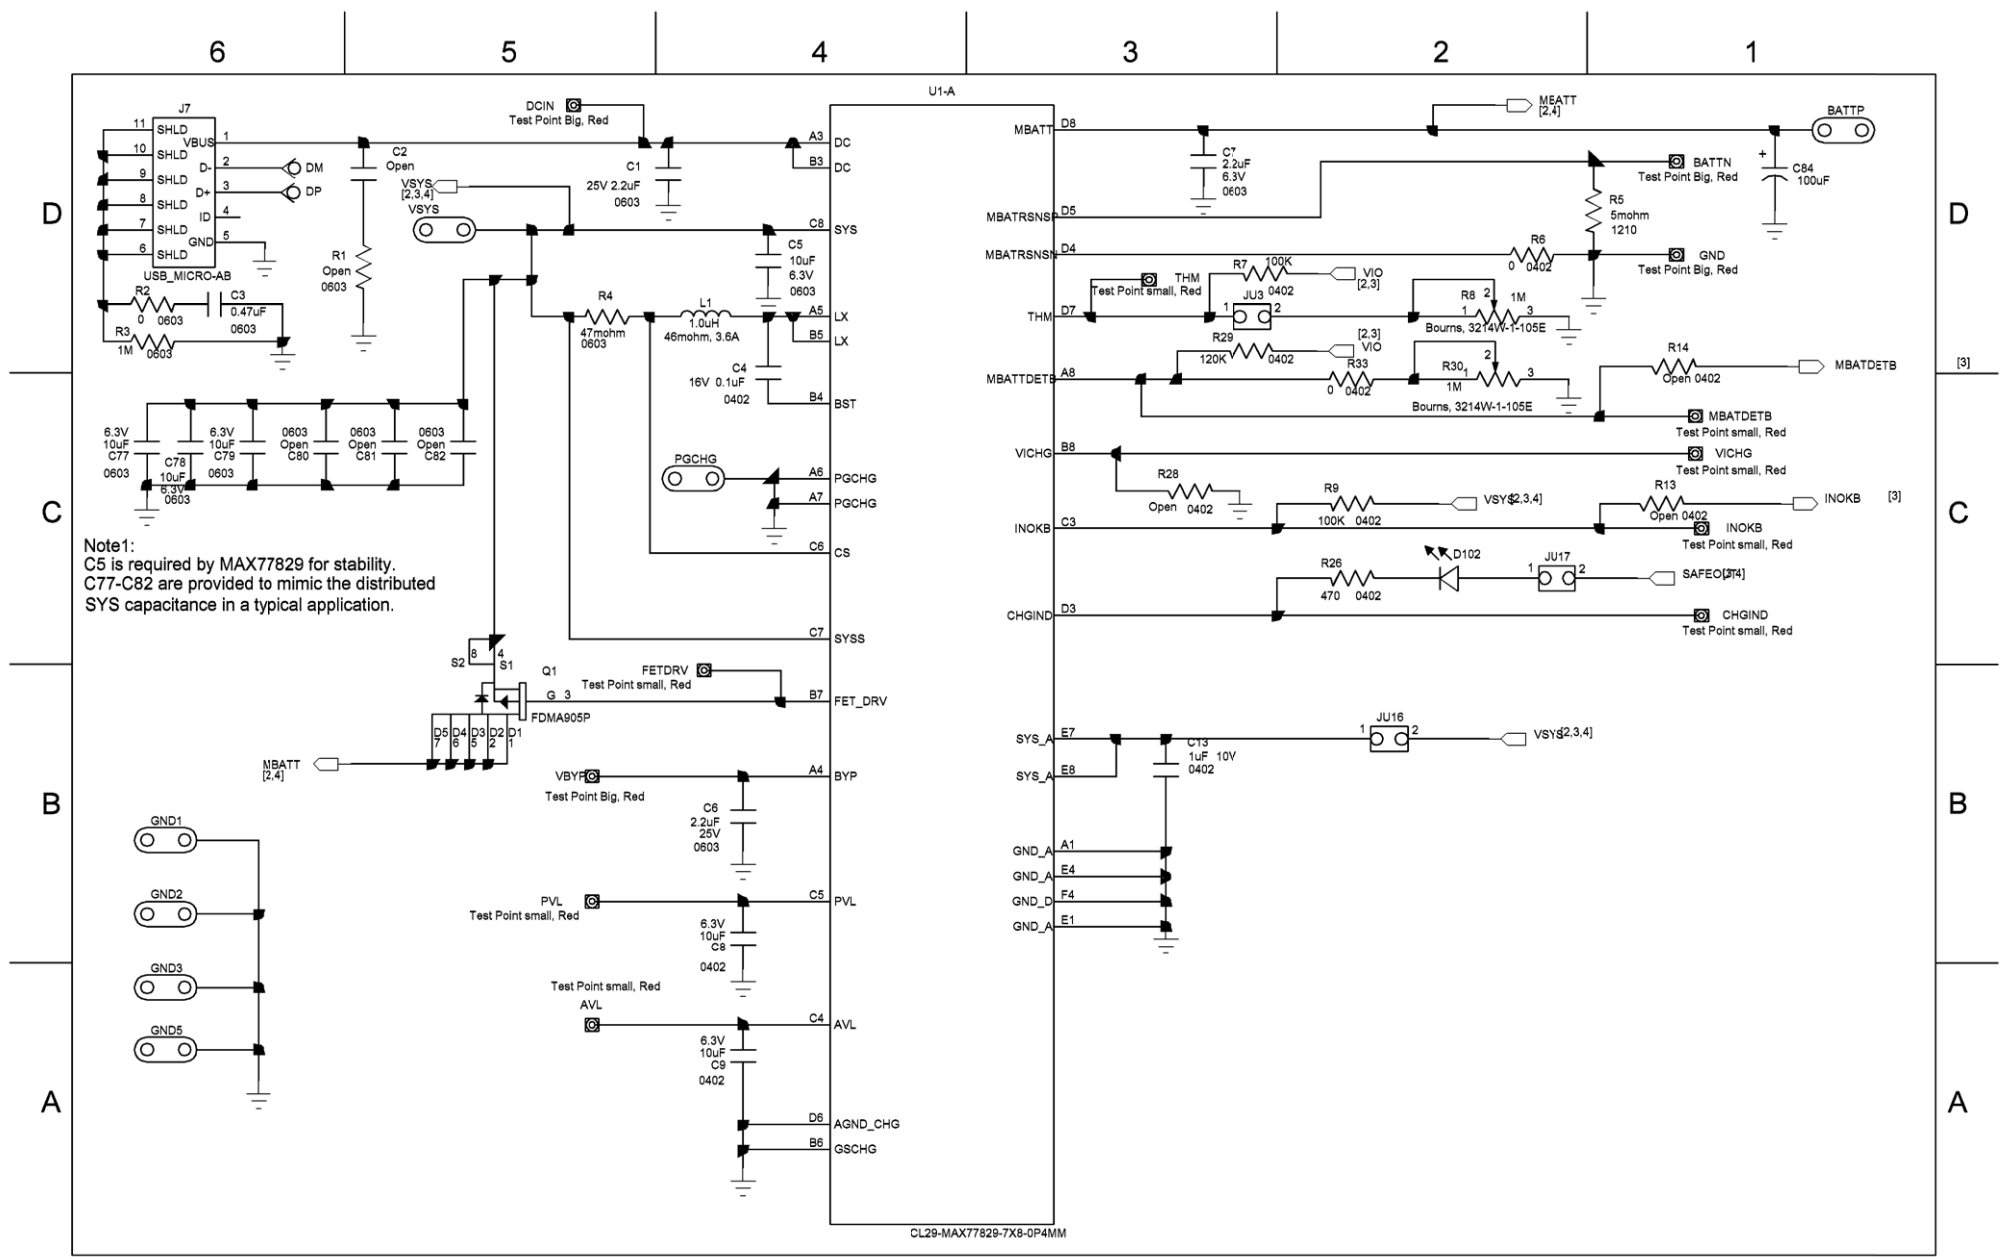 6 5 4 3 2 1
D
C
B
A
D
C
B
A
U1-A
CL29-MAX77829-7X8-0P4MM
J7
11 SHLD
10 SHLD
9 SHLD
8 SHLD
7 SHLD
6 SHLD
VBUS 1
D- 2
D+ 3
ID 4
GND 5
USB_MICRO-AB
DM
DP
R2
0 0603
C3
0.47uF
0603
R3
1M 0603
C2
Open
R1
Open
0603
DCIN
Test Point Big, Red
VSYS
[2,3,4]
VSYS
C1
25V 2.2uF
0603
C5
10uF
6.3V
0603
R4
47mohm
0603
L1
1.0uH
46mohm, 3.6A
C4
16V 0.1uF
0402
PGCHG
A3 DC
B3 DC
C8 SYS
A5 LX
B5 LX
B4 BST
A6 PGCHG
A7 PGCHG
C6 CS
C7 SYSS
B7 FET_DRV
A4 BYP
C5 PVL
C4 AVL
D6 AGND_CHG
B6 GSCHG
6.3V
10uF
C77
0603
C78
10uF
6.3V
0603
6.3V
10uF
C79
0603
0603
Open
C80
0603
Open
C81
0603
Open
C82
Note1:
C5 is required by MAX77829 for stability.
C77-C82 are provided to mimic the distributed
SYS capacitance in a typical application.
8 4
S2 S1
Q1
G 3
FDMA905P
D5 D4 D3 D2 D1
7 6 5 2 1
MBATT
[2,4]
FETDRV
Test Point small, Red
VBYP
Test Point Big, Red
C6
2.2uF
25V
0603
PVL
Test Point small, Red
6.3V
10uF
C8
0402
Test Point small, Red
AVL
6.3V
10uF
C9
0402
GND1
GND2
GND3
GND5
MBATT D8
MBATRSNSP D5
MBATRSNSN D4
THM D7
MBATTDETB A8
VICHG B8
INOKB C3
CHGIND D3
SYS_A E7
SYS_A E8
GND_A A1
GND_A E4
GND_D F4
GND_A E1
MBATT
[2,4]
BATTP
C7
2.2uF
6.3V
0603
+
C84
100uF
BATTN
Test Point Big, Red
R5
5mohm
1210
R6
0 0402
GND
Test Point Big, Red
THM
Test Point small, Red
R7 100K
0402
VIO
[2,3]
JU3
1 2
R8 2 1M
1 3
Bourns, 3214W-1-105E
R29
120K 0402
[2,3]
VIO
R33
0 0402
R30 2
1 3
1M
Bourns, 3214W-1-105E
R14
Open 0402
MBATDETB [3]
MBATDETB
Test Point small, Red
VICHG
Test Point small, Red
R28
Open 0402
R9
100K 0402
VSYS[2,3,4]
R13
Open 0402
INOKB [3]
INOKB
Test Point small, Red
R26
470 0402
D102
JU17
1 2
CHGIND
Test Point small, Red
JU16
1 2
VSYS[2,3,4]
C13
1uF 10V
0402